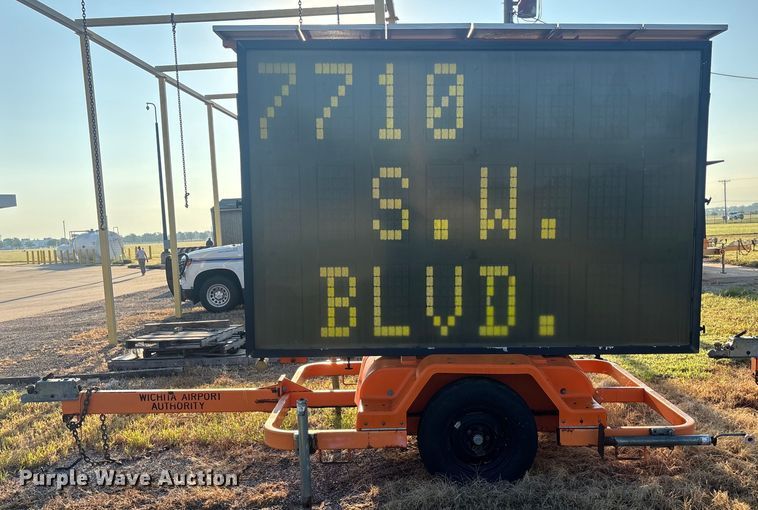 7710
S.W.
BLVD.
WICHITA AIRPORT
AUTHORITY
Purple Wave Auction